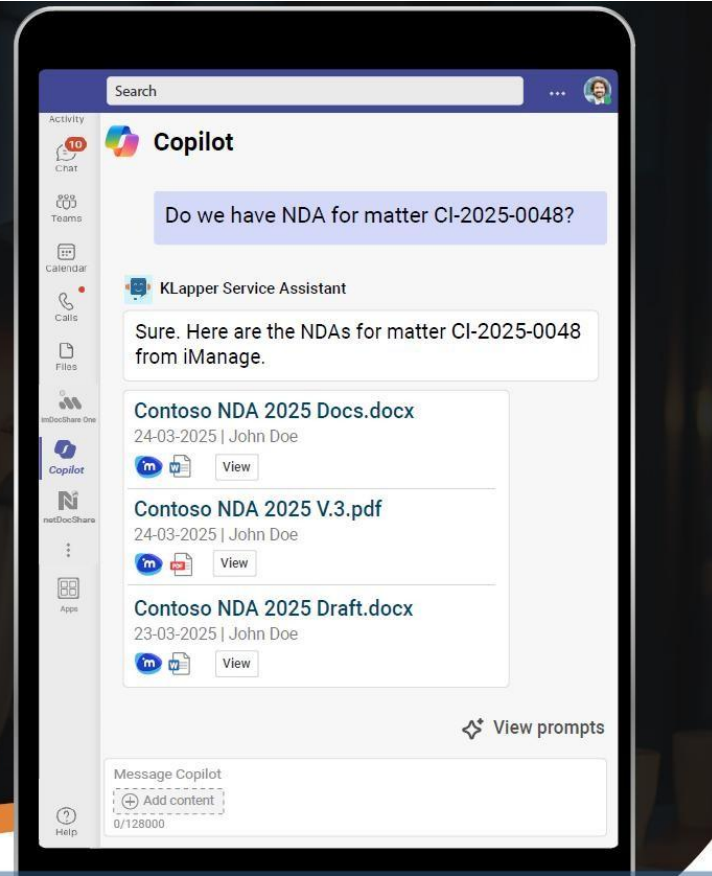 Search
...
Activity
10
Chat
Teams
Calendar
Calls
Files
imDocShare One
Copilot
netDocShare
Apps
Help
Copilot
Do we have NDA for matter CI-2025-0048?
KLapper Service Assistant
Sure. Here are the NDAs for matter CI-2025-0048
from iManage.
Contoso NDA 2025 Docs.docx
24-03-2025 | John Doe
m W View
Contoso NDA 2025 V.3.pdf
24-03-2025 | John Doe
m PDF View
Contoso NDA 2025 Draft.docx
23-03-2025 | John Doe
m W View
View prompts
Message Copilot
Add content
0/128000